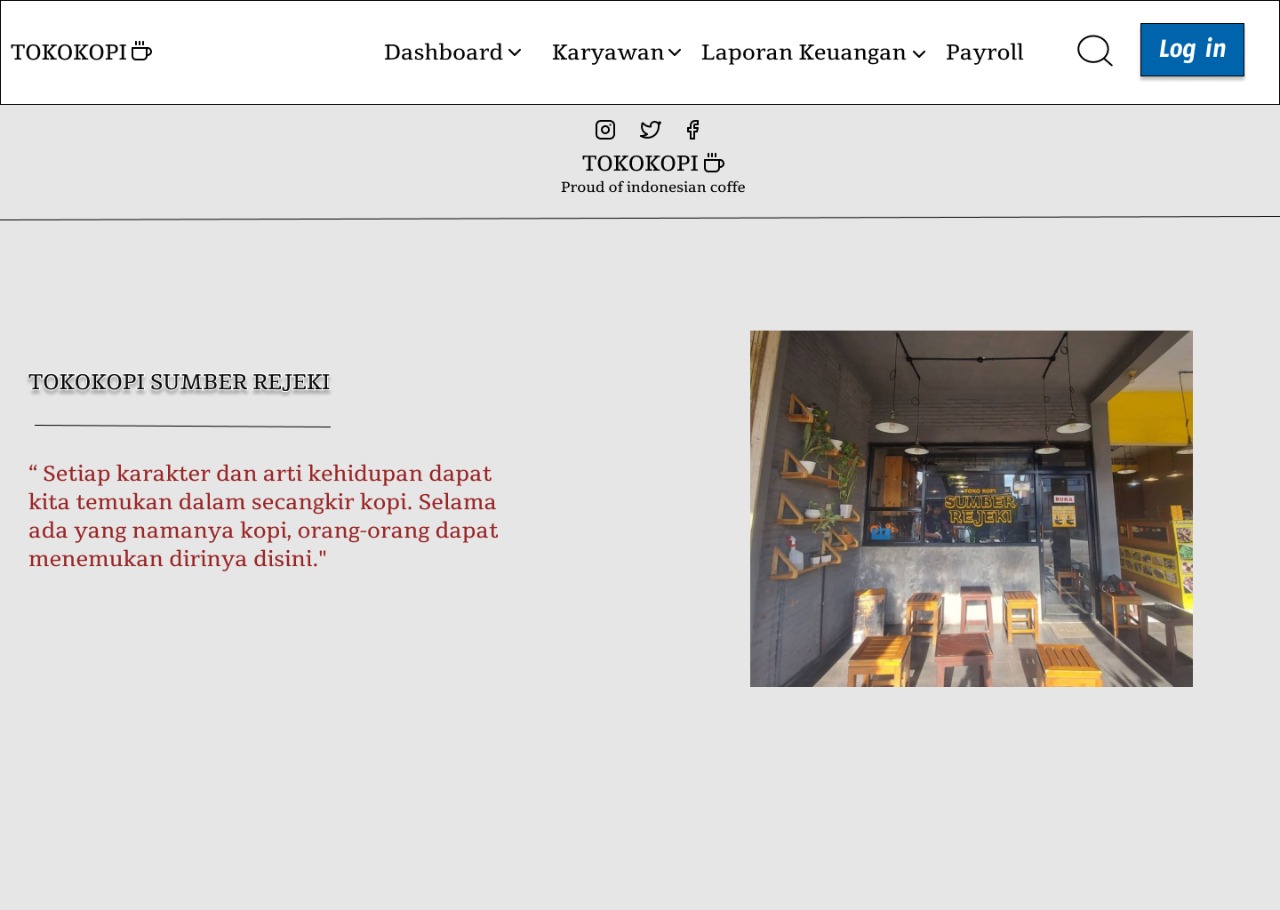 TOKOKOPI
Dashboard
Karyawan
Laporan Keuangan
Payroll
Log in
TOKOKOPI
Proud of indonesian coffe
TOKOKOPI SUMBER REJEKI
“ Setiap karakter dan arti kehidupan dapat
kita temukan dalam secangkir kopi. Selama
ada yang namanya kopi, orang-orang dapat
menemukan dirinya disini."
TOKO KOPI
SUMBER
REJEKI
BUKA